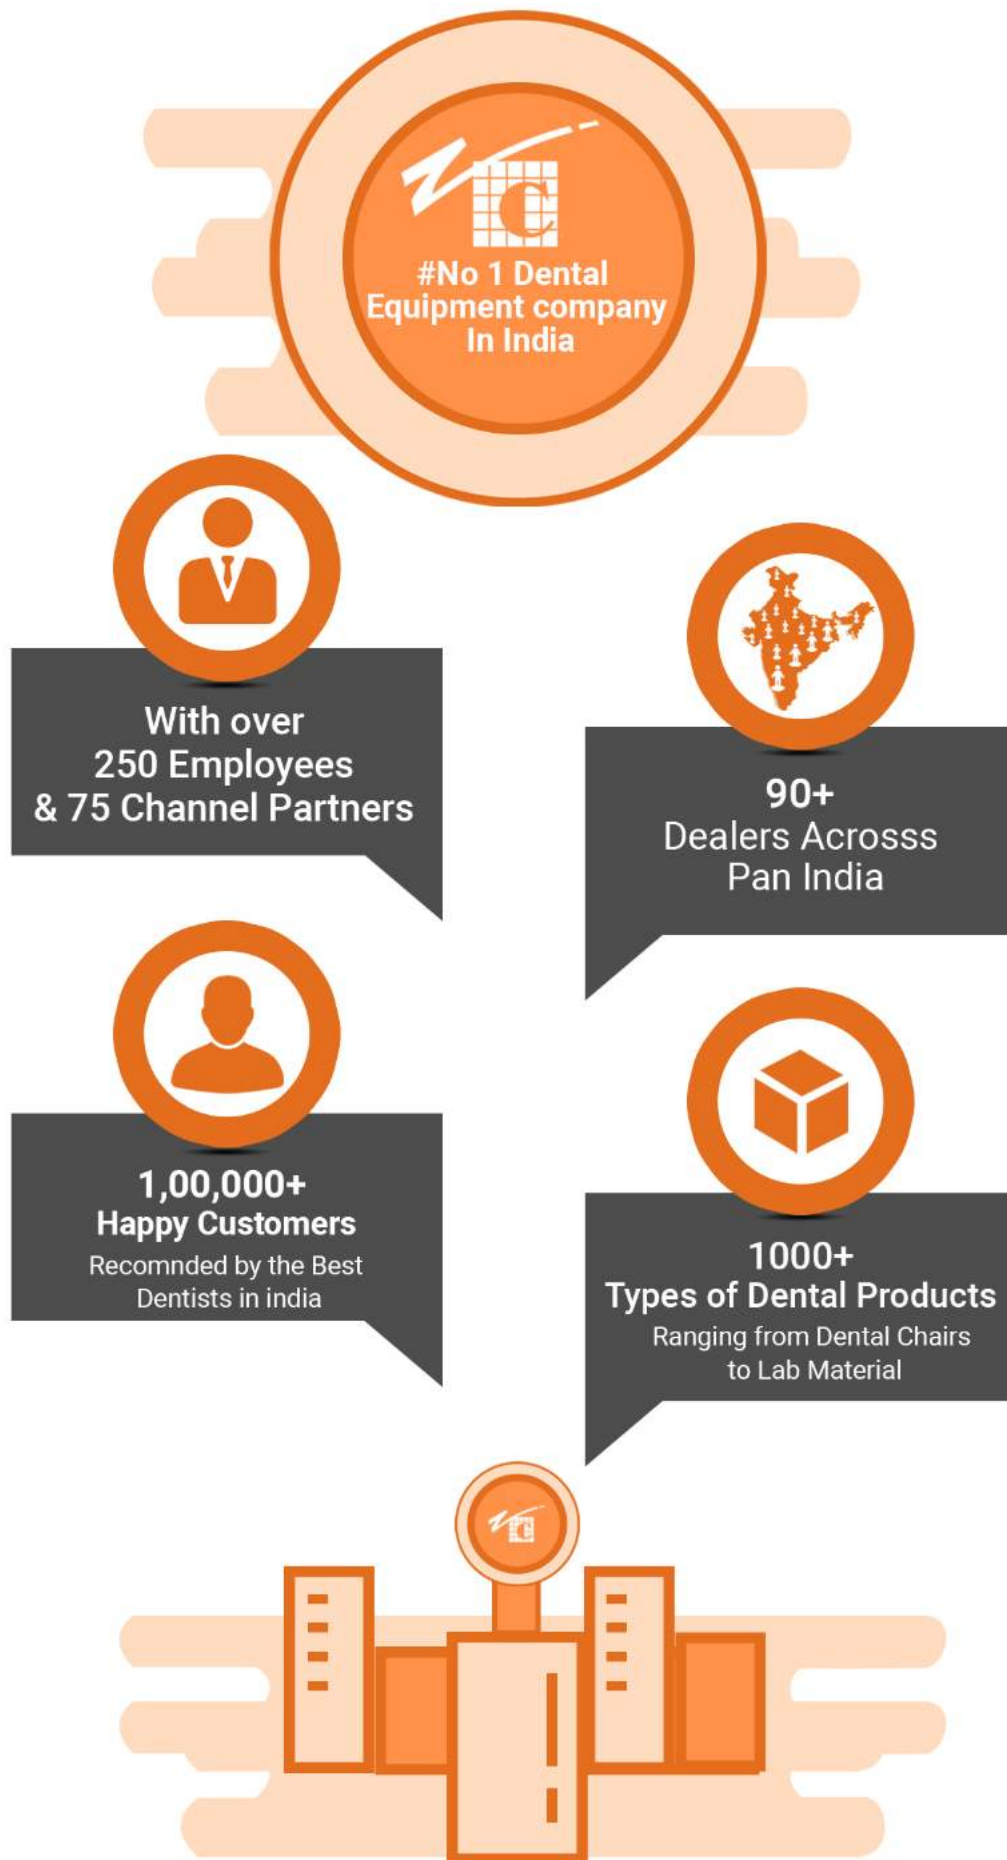 C
#No 1 Dental
Equipment company
In India
With over
250 Employees
& 75 Channel Partners
90+
Dealers Acrosss
Pan India
1,00,000+
Happy Customers
Recomnded by the Best
Dentists in india
1000+
Types of Dental Products
Ranging from Dental Chairs
to Lab Material
C